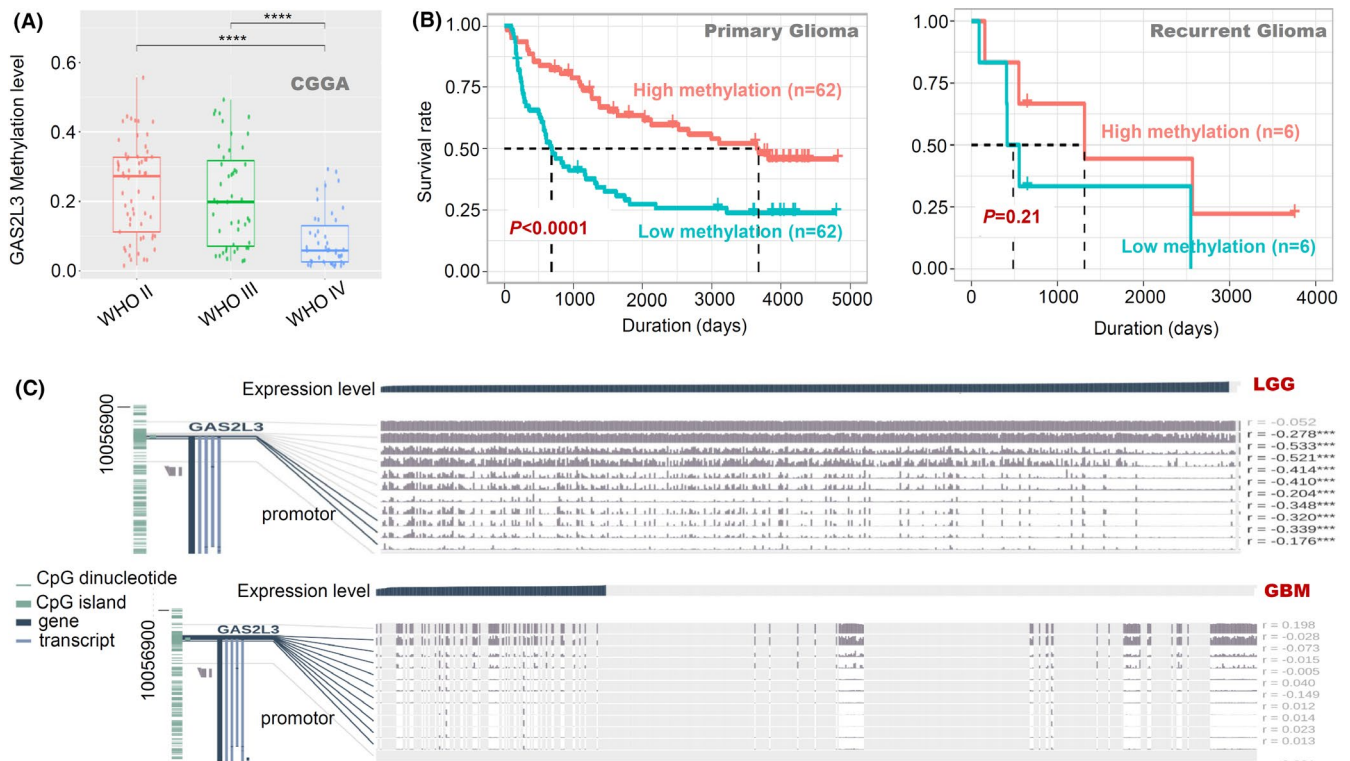 (A)
****
****
CGGA
GAS2L3 Methylation level
0.6
0.4
0.2
0.0
WHO II
WHO III
WHO IV
(B)
Primary Glioma
Survival rate
1.00
0.75
0.50
0.25
0.00
High methylation (n=62)
P<0.0001
Low methylation (n=62)
0
1000
2000
3000
4000
5000
Duration (days)
Recurrent Glioma
1.00
0.75
0.50
0.25
0.00
High methylation (n=6)
P=0.21
Low methylation (n=6)
0
1000
2000
3000
4000
Duration (days)
(C)
Expression level
LGG
10056900
GAS2L3
promotor
r = -0.052
r = -0.278***
r = -0.533***
r = -0.521***
r = -0.414***
r = -0.410***
r = -0.204***
r = -0.348***
r = -0.320***
r = -0.339***
r = -0.176***
CpG dinucleotide
CpG island
gene
transcript
Expression level
GBM
10056900
GAS2L3
promotor
r = 0.198
r = -0.028
r = -0.073
r = -0.015
r = -0.005
r = 0.040
r = -0.149
r = 0.012
r = 0.014
r = 0.023
r = 0.013